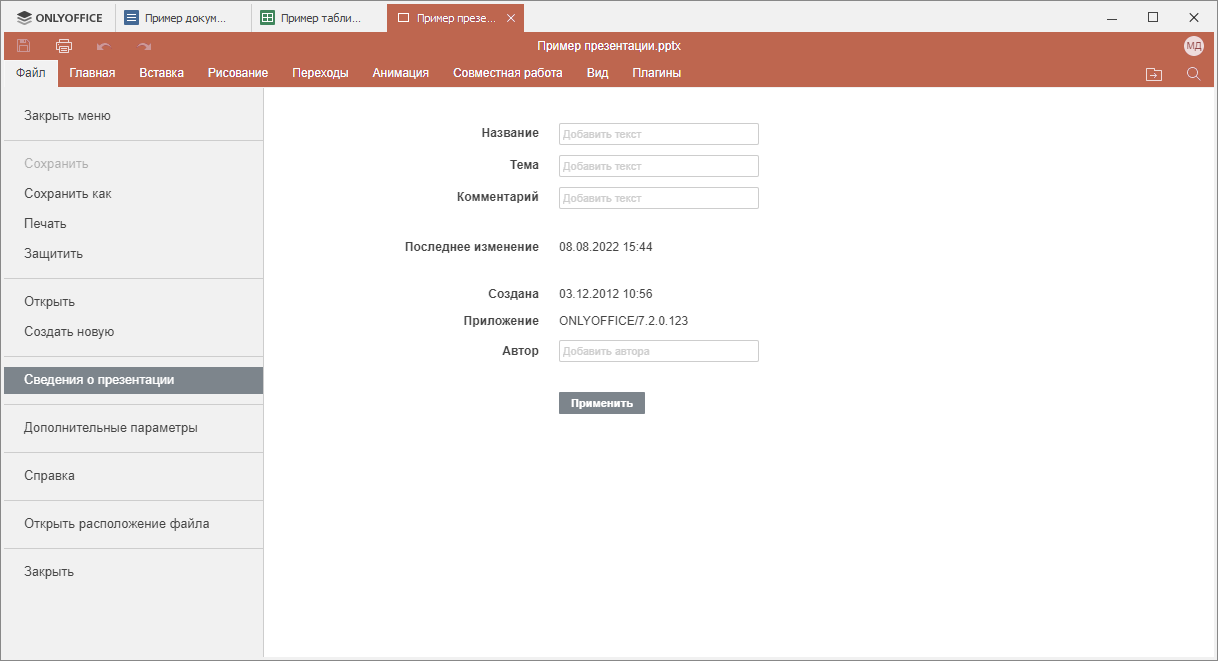 ONLYOFFICE Пример докум... Пример табли... Пример презе...
Пример презентации.pptx МД
Файл Главная Вставка Рисование Переходы Анимация Совместная работа Вид Плагины
Закрыть меню
Сохранить
Сохранить как
Печать
Защитить
Открыть
Создать новую
Сведения о презентации
Дополнительные параметры
Справка
Открыть расположение файла
Закрыть
Название Добавить текст
Тема Добавить текст
Комментарий Добавить текст
Последнее изменение 08.08.2022 15:44
Создана 03.12.2012 10:56
Приложение ONLYOFFICE/7.2.0.123
Автор Добавить автора
Применить